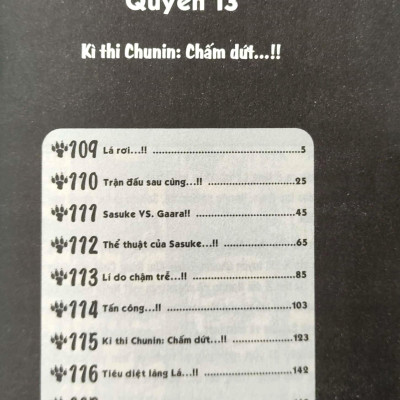 Quyển 13
Kì thi Chunin: Chấm dứt...!!
109 Lá rơi...!! 5
110 Trận đấu sau cùng...!! 25
111 Sasuke VS. Gaara!! 45
112 Thể thuật của Sasuke...!! 65
113 Lí do chậm trễ...!! 85
114 Tấn công...!! 103
115 Kì thi Chunin: Chấm dứt...!! 123
116 Tiêu diệt làng Lá...!! 142